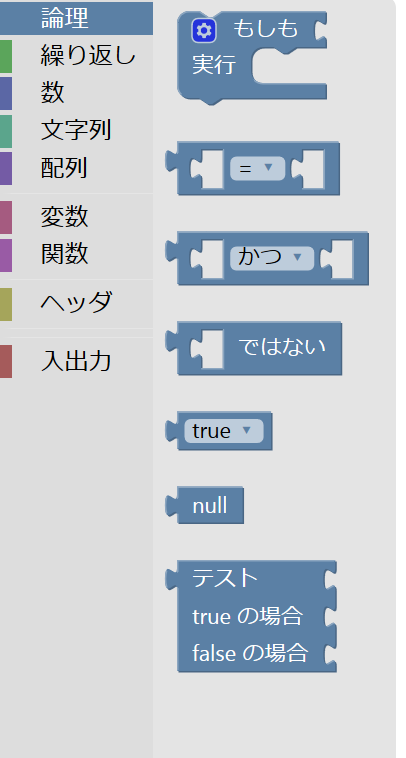 論理
繰り返し
数
文字列
配列
変数
関数
ヘッダ
入出力
もしも
実行
=
かつ
ではない
true
null
テスト
true の場合
false の場合